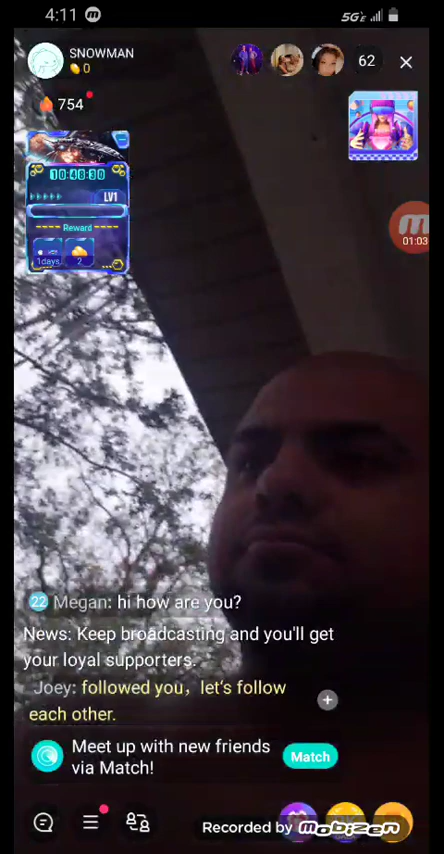 4:11
5GE
SNOWMAN
0
62
754
10:48:30
LV1
Reward
1days
2
01:03
22 Megan: hi how are you?
News: Keep broadcasting and you'll get
your loyal supporters.
Joey: followed you，let's follow
each other.
Meet up with new friends
via Match!
Match
Recorded by mobizen